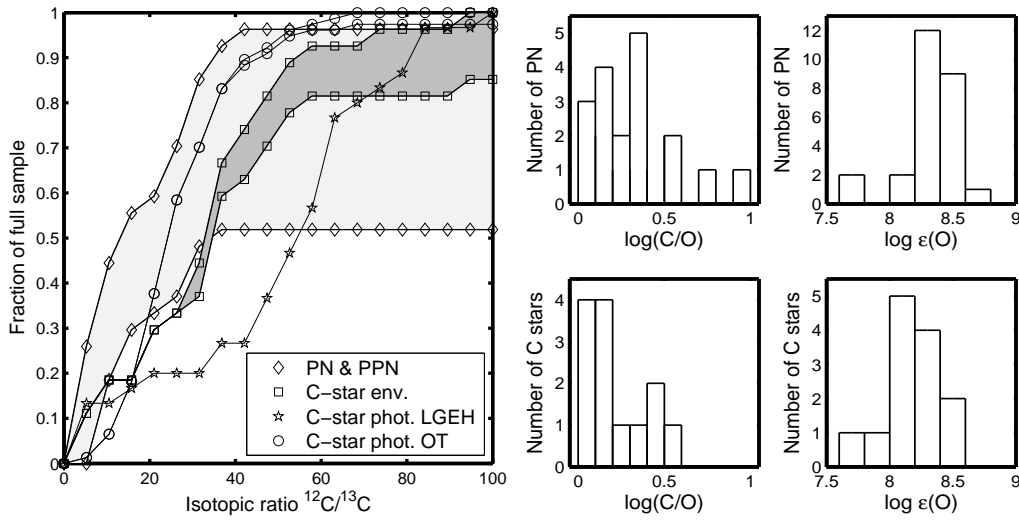 1
0.9
0.8
0.7
0.6
0.5
0.4
0.3
0.2
0.1
0
Fraction of full sample
0 20 40 60 80 100
Isotopic ratio ¹²C/¹³C
PN & PPN
C−star env.
C−star phot. LGEH
C−star phot. OT
5
4
3
2
1
0
Number of PN
0 0.5 1
log(C/O)
12
10
8
6
4
2
0
Number of PN
7.5 8 8.5 9
log ε(O)
4
3
2
1
0
Number of C stars
0 0.5 1
log(C/O)
5
4
3
2
1
0
Number of C stars
7.5 8 8.5 9
log ε(O)